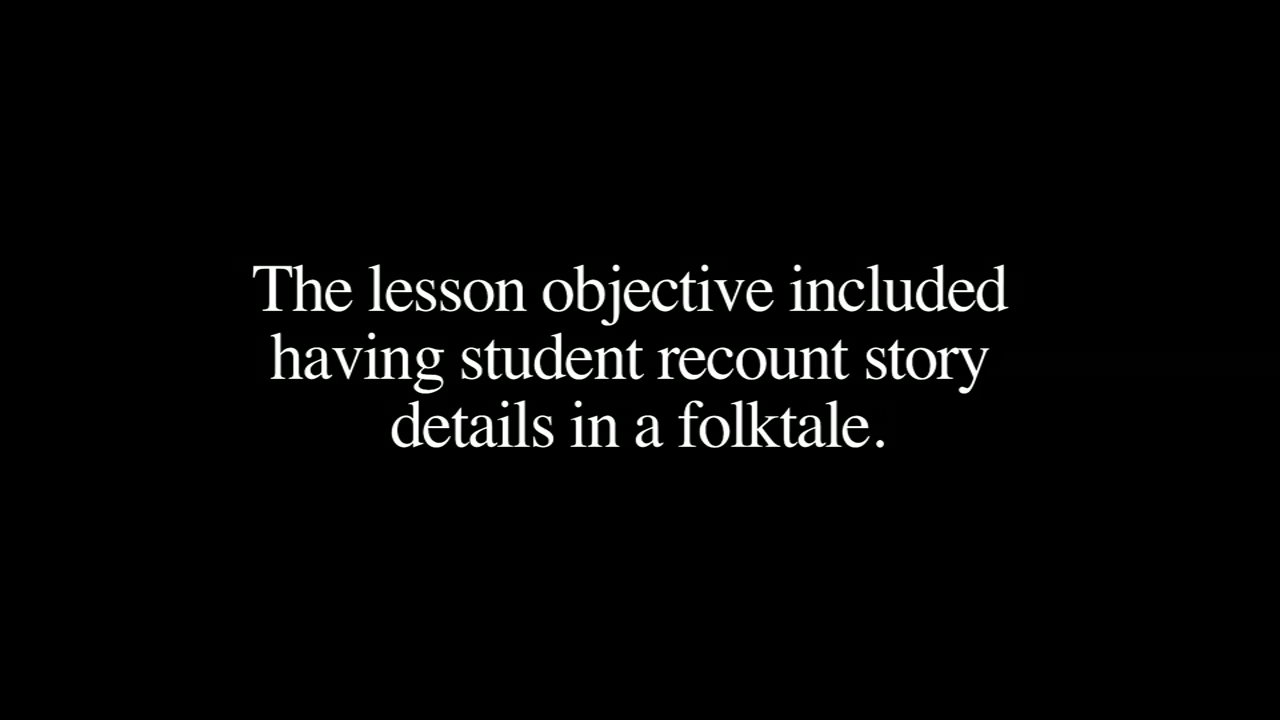 The lesson objective included
having student recount story
details in a folktale.